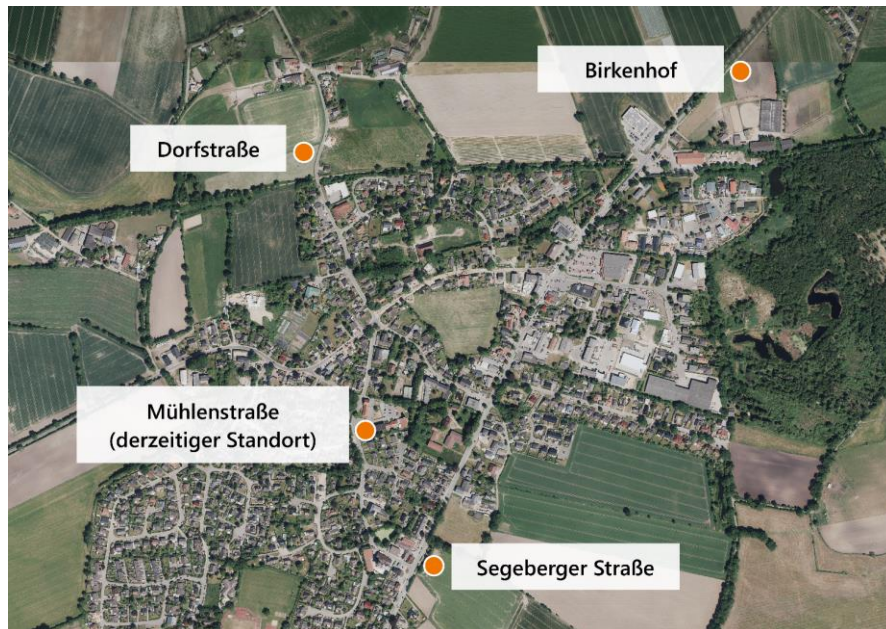 Birkenhof
Dorfstraße
Mühlenstraße
(derzeitiger Standort)
Segeberger Straße